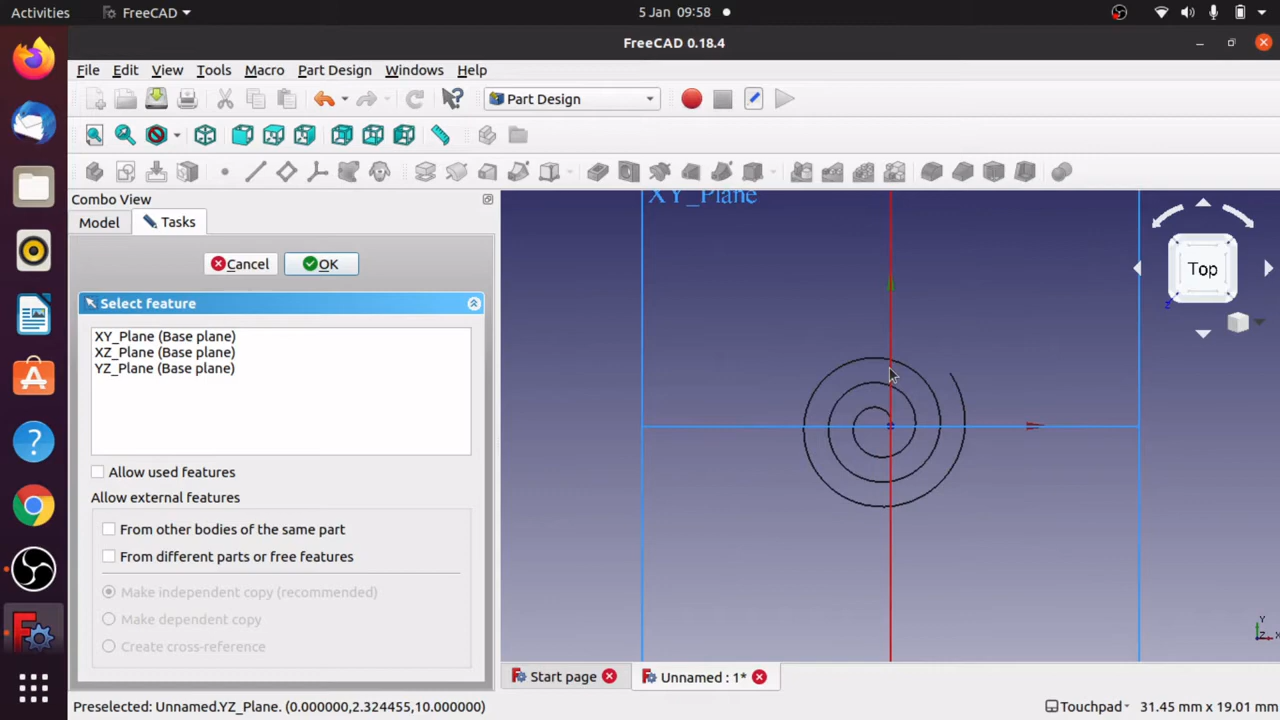 Activities
FreeCAD
5 Jan 09:58
FreeCAD 0.18.4
File Edit View Tools Macro Part Design Windows Help
Part Design
Combo View
Model
Tasks
Cancel
OK
Select feature
XY_Plane (Base plane)
XZ_Plane (Base plane)
YZ_Plane (Base plane)
Allow used features
Allow external features
From other bodies of the same part
From different parts or free features
Make independent copy (recommended)
Make dependent copy
Create cross-reference
XY_Plane
Top
Z
Y
Z
X
Start page
Unnamed : 1*
Preselected: Unnamed.YZ_Plane. (0.000000,2.324455,10.000000)
Touchpad
31.45 mm x 19.01 mm